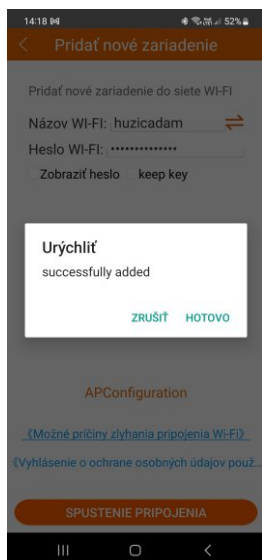 14:18 52%
Pridať nové zariadenie
Pridať nové zariadenie do siete WI-FI
Názov WI-FI: huzicadam
Heslo WI-FI: ••••••••••••••
Zobraziť heslo keep key
Urýchliť
successfully added
ZRUŠIŤ HOTOVO
APConfiguration
《Možné príčiny zlyhania pripojenia Wi-Fi》
《Vyhlásenie o ochrane osobných údajov použ...
SPUSTENIE PRIPOJENIA